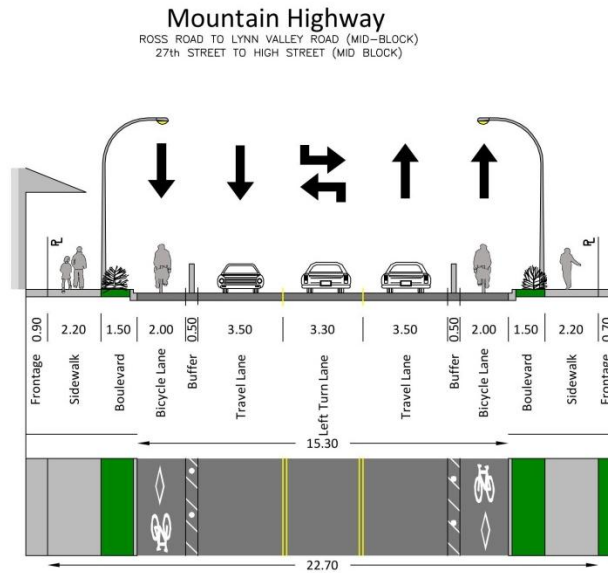 Mountain Highway
ROSS ROAD TO LYNN VALLEY ROAD (MID-BLOCK)
27th STREET TO HIGH STREET (MID BLOCK)
PL
PL
0.90 2.20 1.50 2.00 0.50 3.50 3.30 3.50 0.50 2.00 1.50 2.20 0.70
Frontage Sidewalk Boulevard Bicycle Lane Buffer Travel Lane Left Turn Lane Travel Lane Buffer Bicycle Lane Boulevard Sidewalk Frontage
15.30
22.70